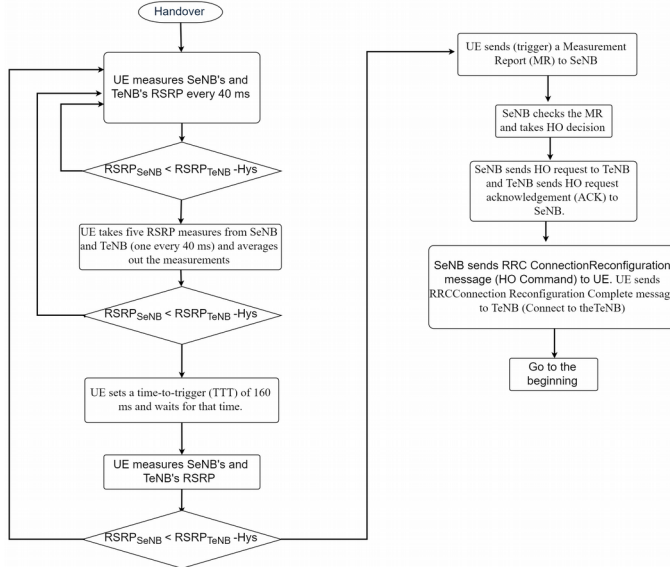 Handover
UE measures SeNB's and
TeNB's RSRP every 40 ms
RSRPSeNB < RSRPTeNB -Hys
UE takes five RSRP measures from SeNB
and TeNB (one every 40 ms) and averages
out the measurements
RSRPSeNB < RSRPTeNB -Hys
UE sets a time-to-trigger (TTT) of 160
ms and waits for that time.
UE measures SeNB's and
TeNB's RSRP
RSRPSeNB < RSRPTeNB -Hys
UE sends (trigger) a Measurement
Report (MR) to SeNB
SeNB checks the MR
and takes HO decision
SeNB sends HO request to TeNB
and TeNB sends HO request
acknowledgement (ACK) to
SeNB.
SeNB sends RRC ConnectionReconfiguration
message (HO Command) to UE. UE sends
RRCConnection Reconfiguration Complete message
to TeNB (Connect to theTeNB)
Go to the
beginning